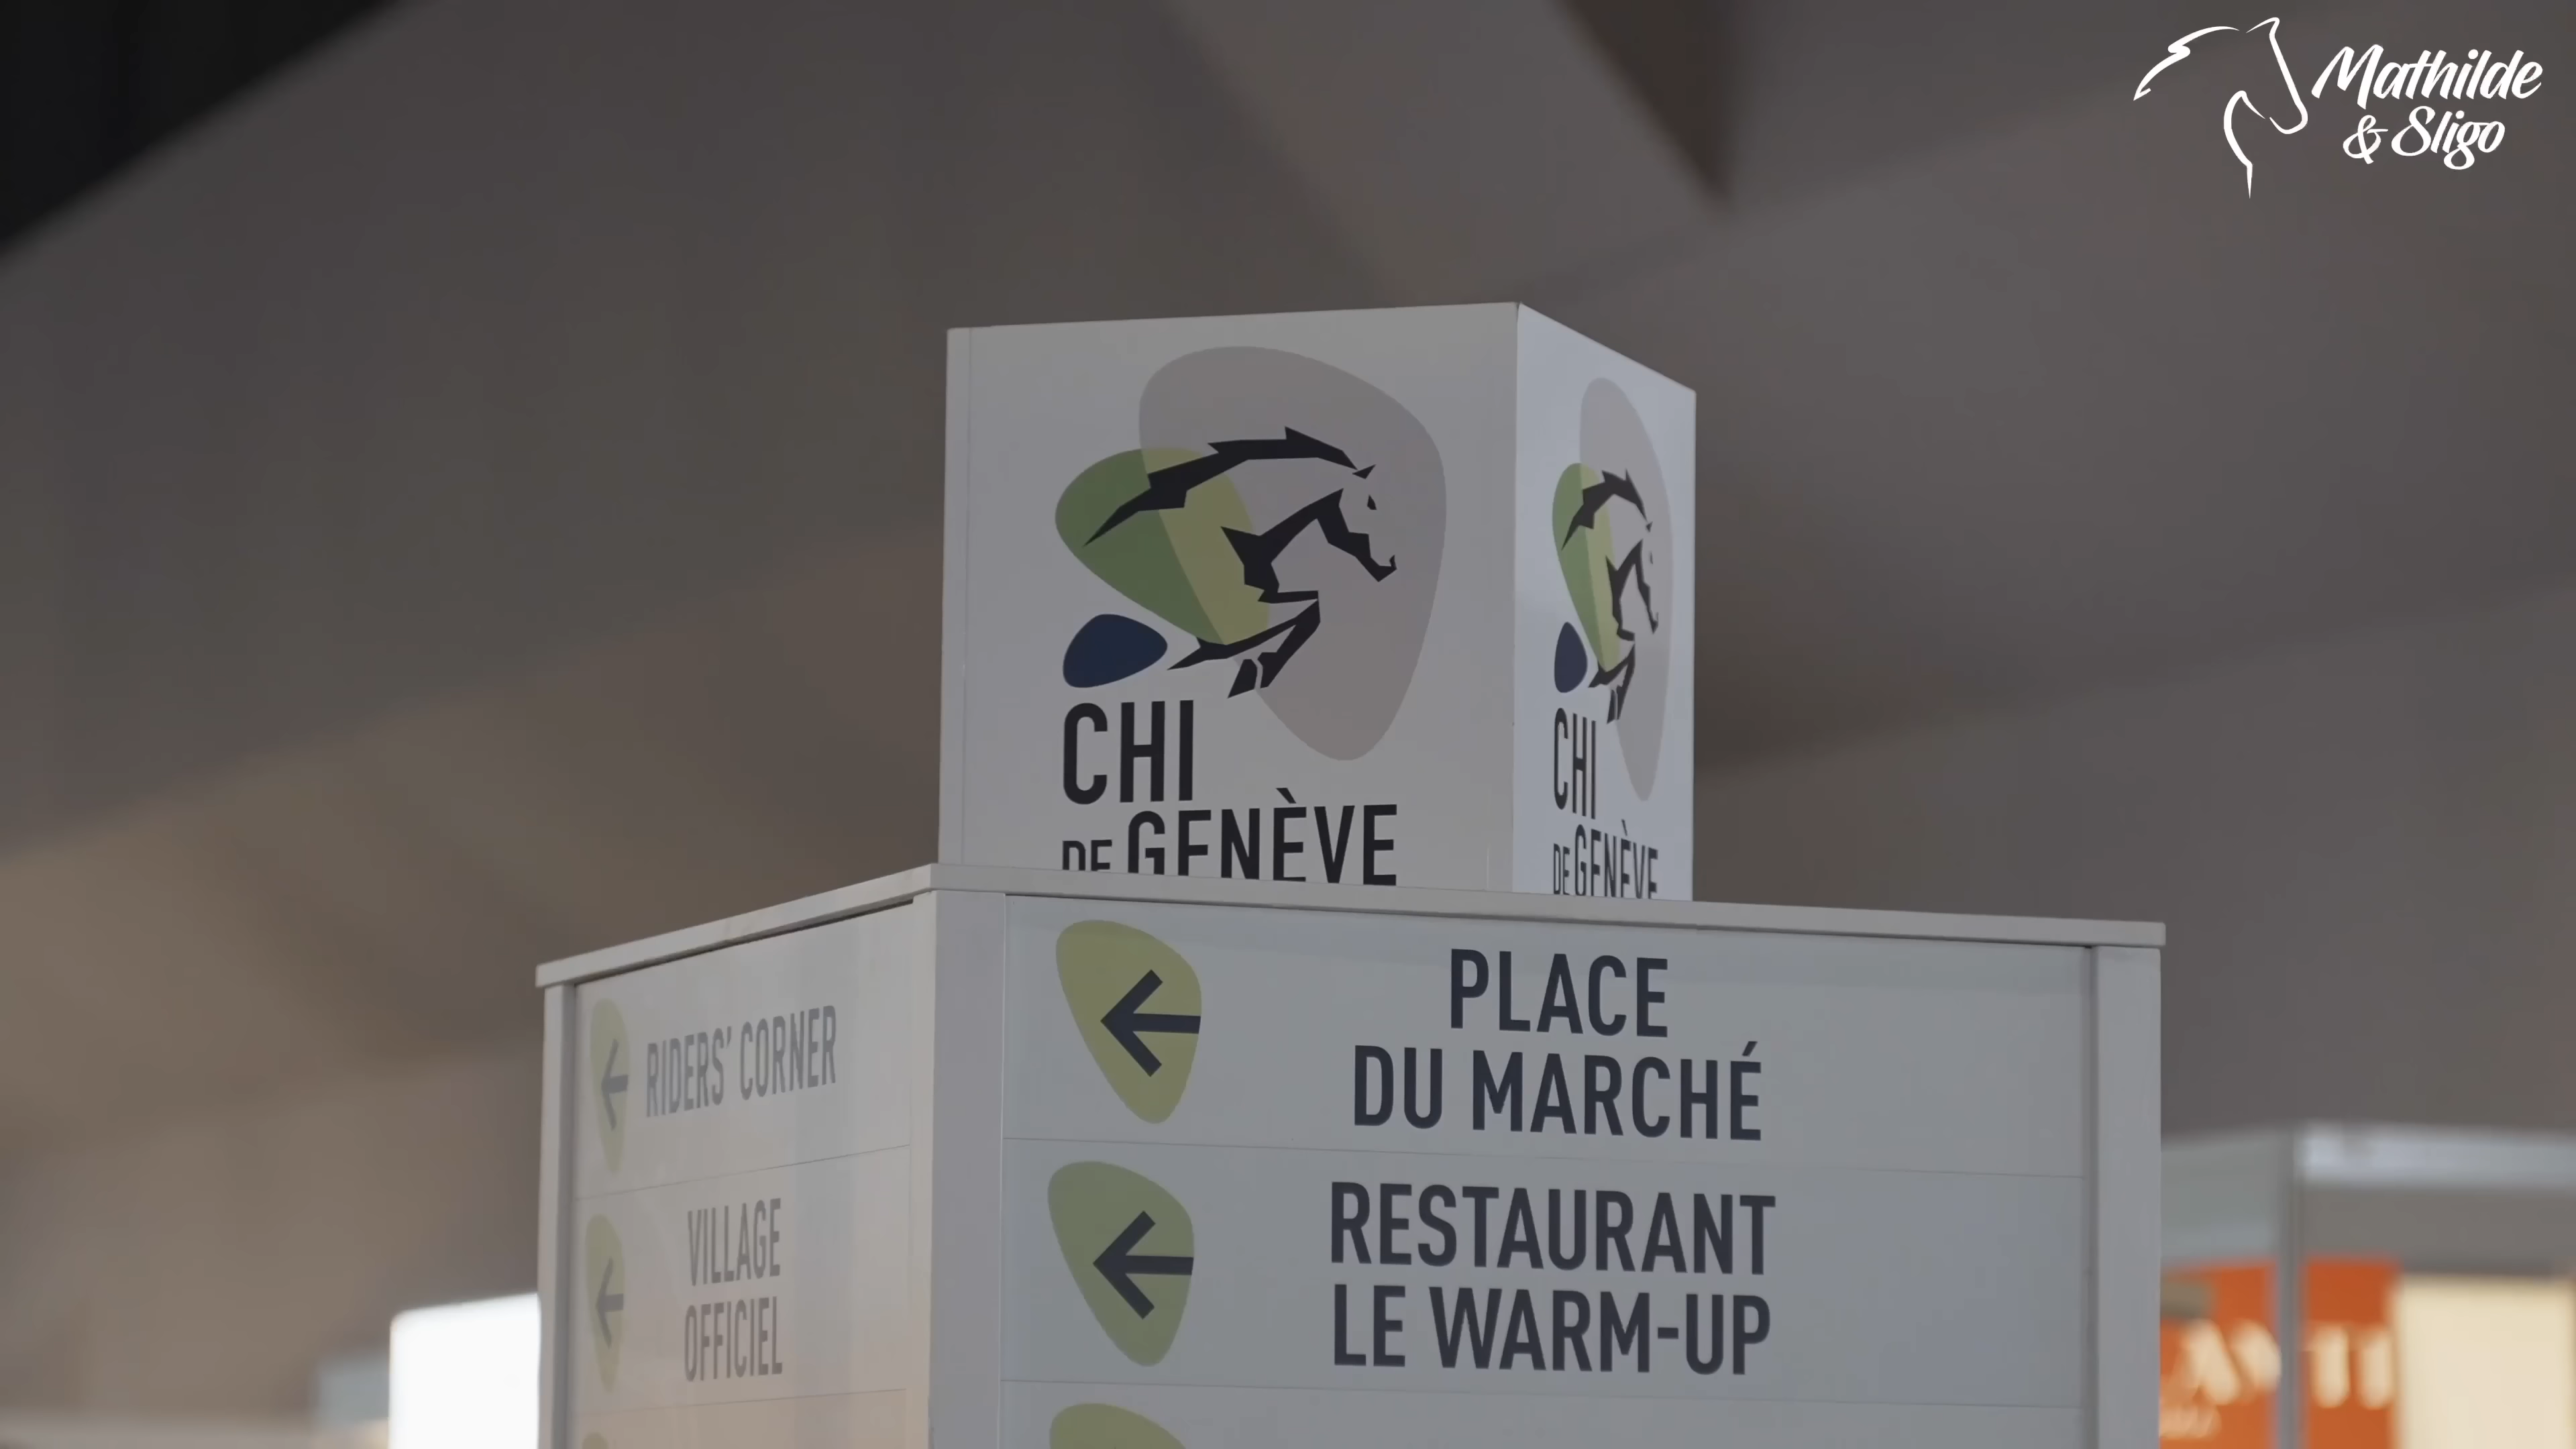 Mathilde
& Sligo
CHI
DE GENÈVE
CHI
DE GENÈVE
RIDERS' CORNER
VILLAGE
OFFICIEL
PLACE
DU MARCHÉ
RESTAURANT
LE WARM-UP